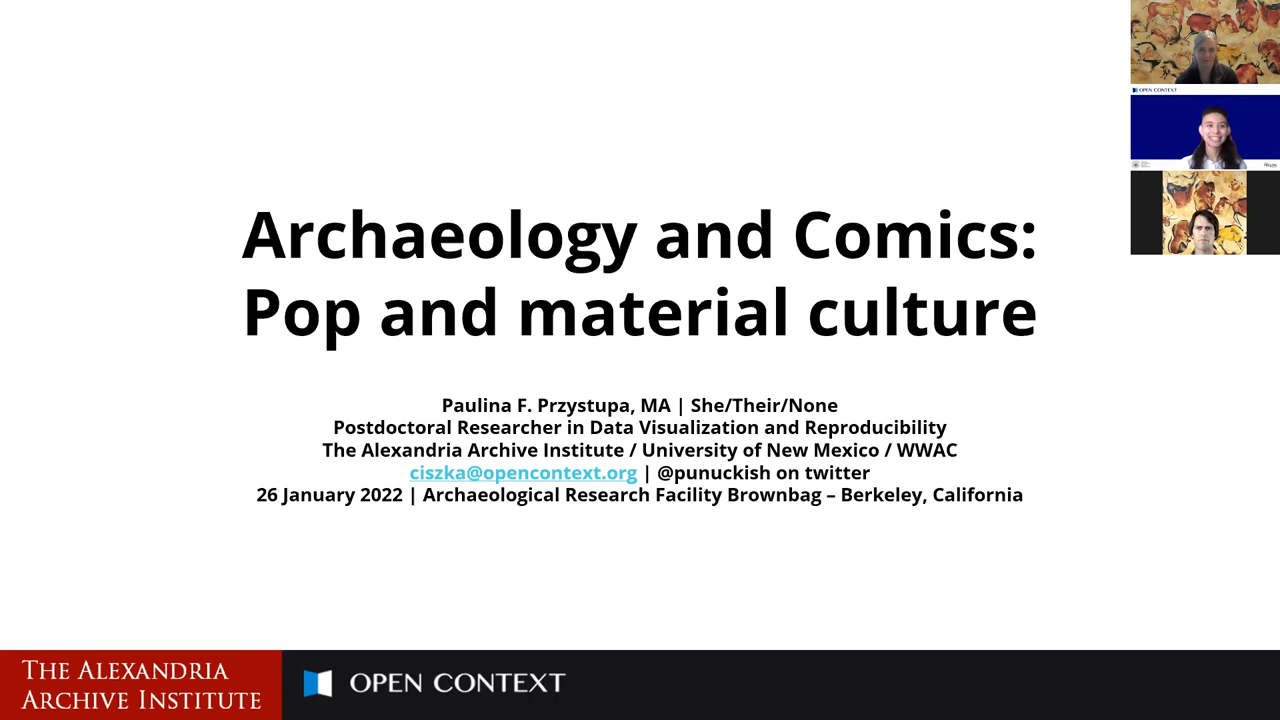 OPEN CONTEXT
Archaeology and Comics:
Pop and material culture
Paulina F. Przystupa, MA | She/Their/None
Postdoctoral Researcher in Data Visualization and Reproducibility
The Alexandria Archive Institute / University of New Mexico / WWAC
ciszka@opencontext.org | @punuckish on twitter
26 January 2022 | Archaeological Research Facility Brownbag – Berkeley, California
THE ALEXANDRIA
ARCHIVE INSTITUTE
OPEN CONTEXT